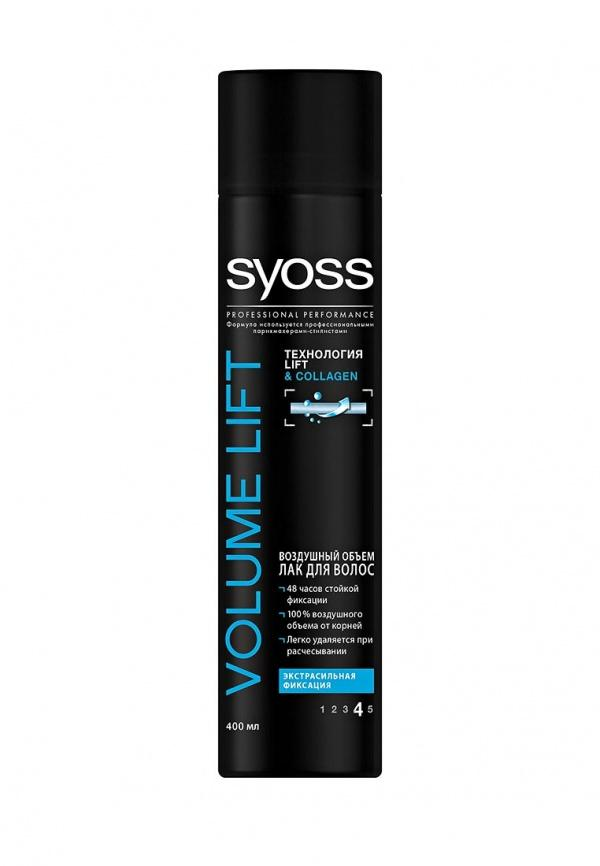 SYOSS
PROFESSIONAL PERFORMANCE
Формула используется профессиональными
парикмахерами-стилистами
ТЕХНОЛОГИЯ
LIFT
& COLLAGEN
VOLUME LIFT
ВОЗДУШНЫЙ ОБЪЕМ
ЛАК ДЛЯ ВОЛОС
48 часов стойкой
фиксации
100% воздушного
объема от корней
Легко удаляется при
расчесывании
ЭКСТРАСИЛЬНАЯ
ФИКСАЦИЯ
1 2 3 4 5
400 мл